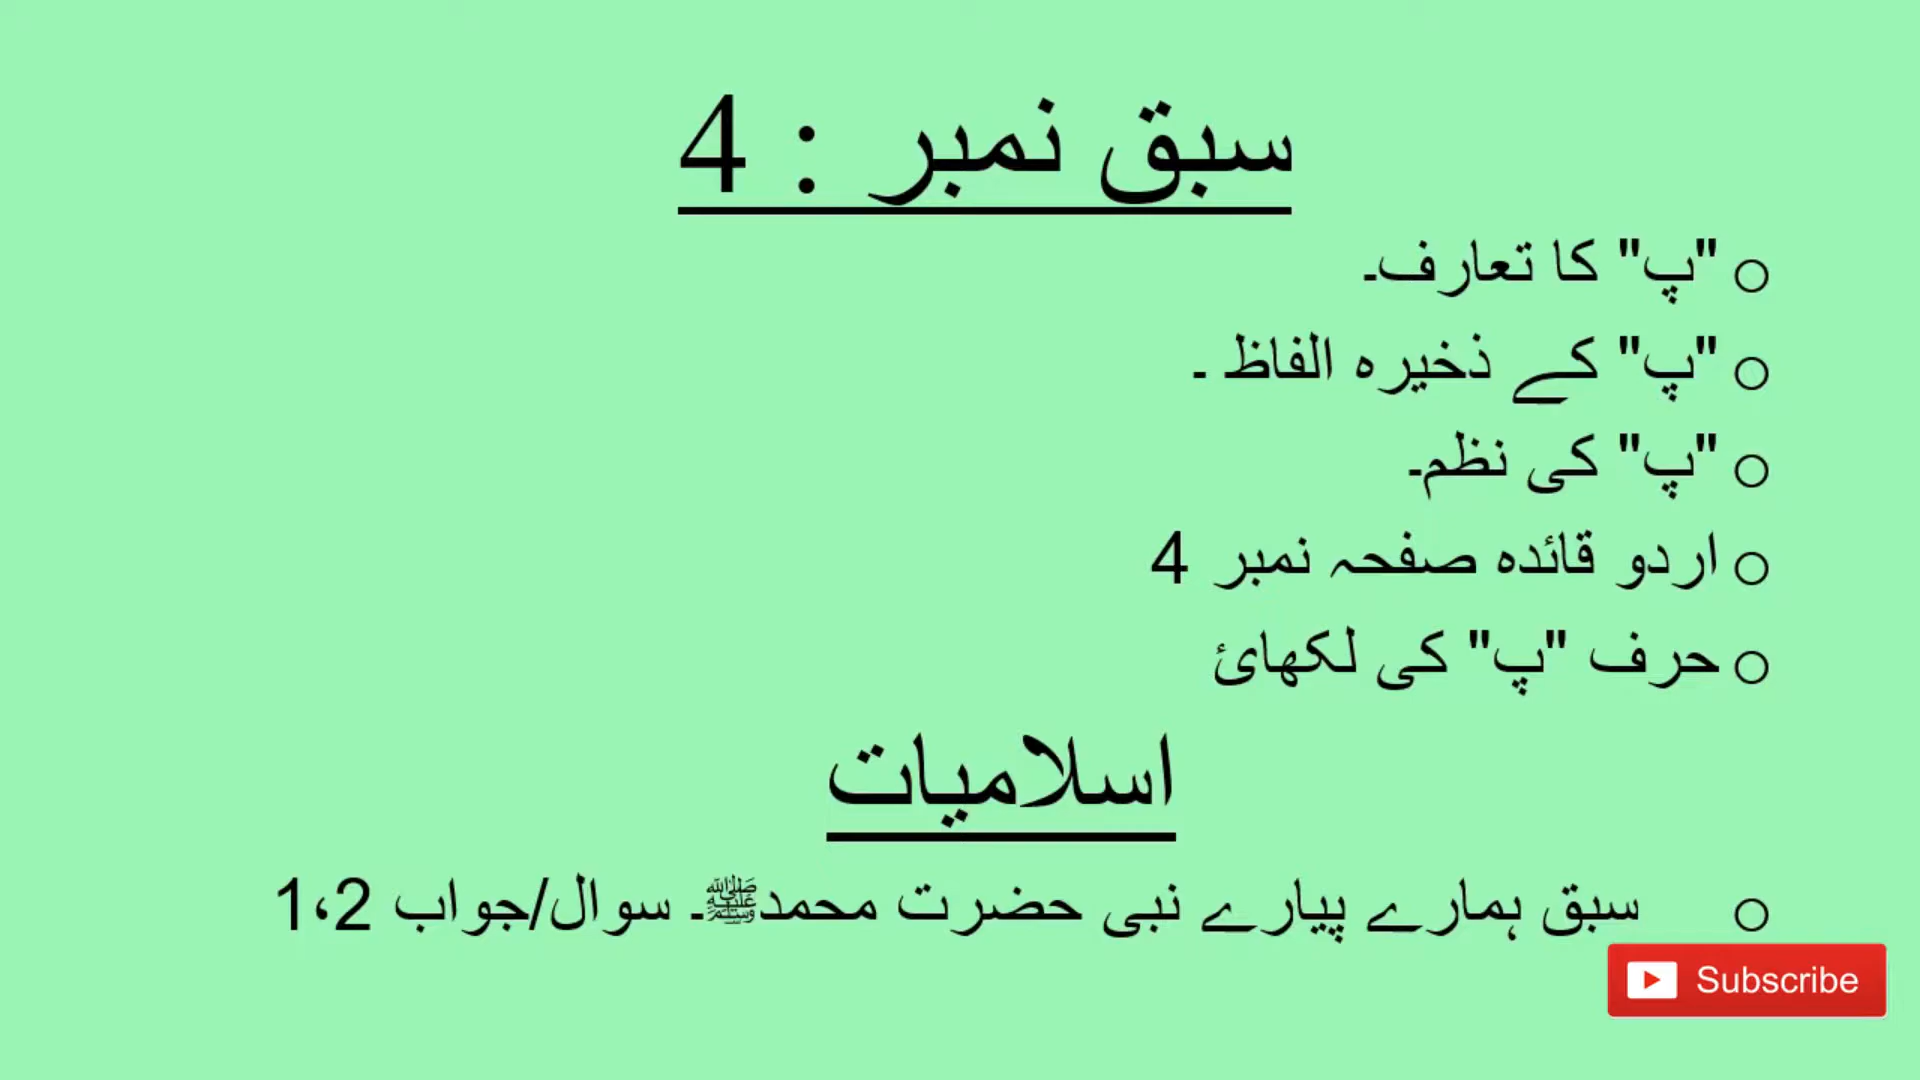 سبق نمبر : 4
"پ" کا تعارف۔
"پ" کے ذخیرہ الفاظ ۔
"پ" کی نظم۔
اردو قائدہ صفحہ نمبر 4
حرف "پ" کی لکھائ
اسلامیات
سبق ہمارے پیارے نبی حضرت محمدﷺ۔ سوال/جواب 1،2
Subscribe